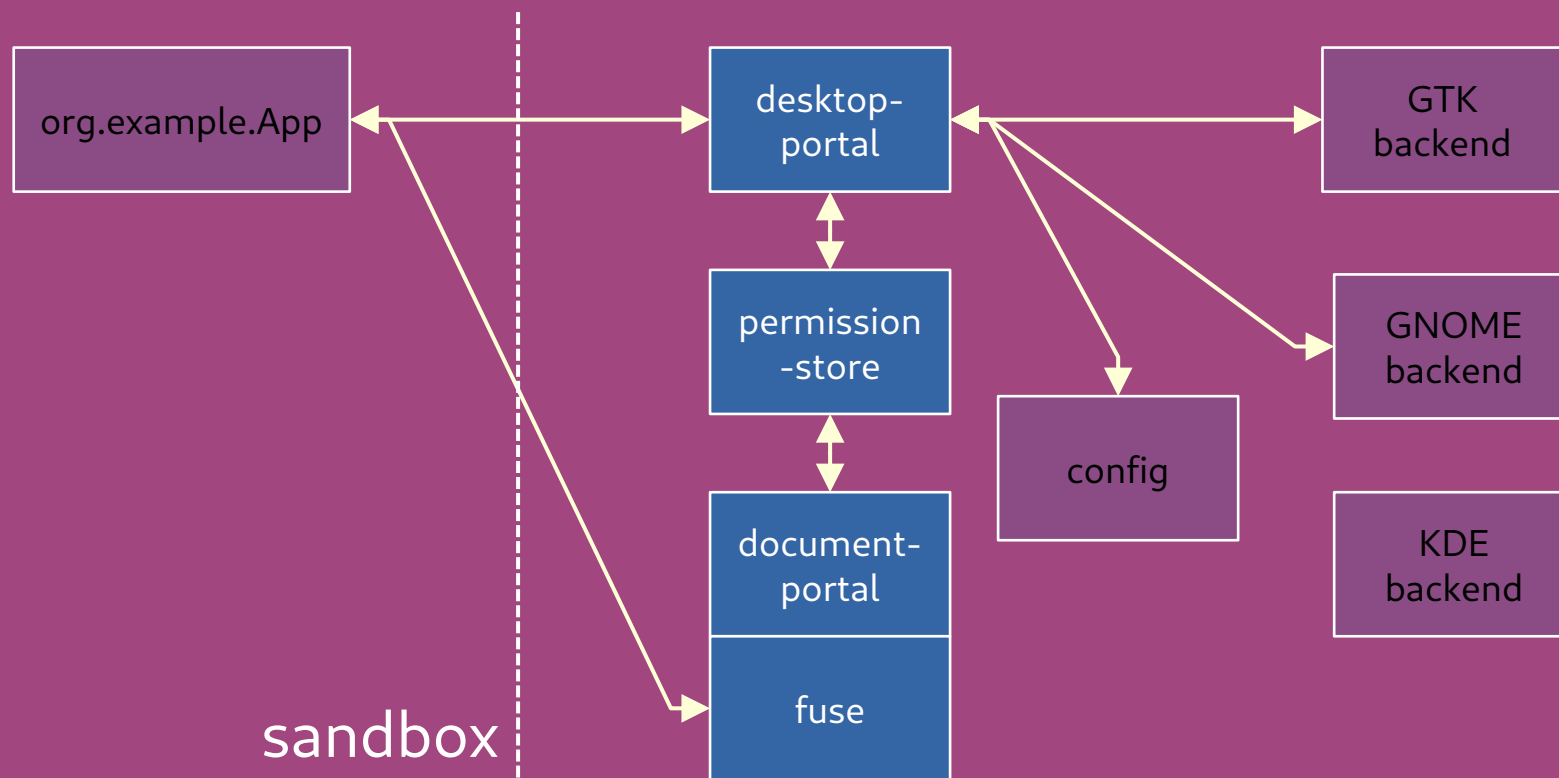 org.example.App
desktop-
portal
GTK
backend
permission
-store
GNOME
backend
config
document-
portal
KDE
backend
fuse
sandbox